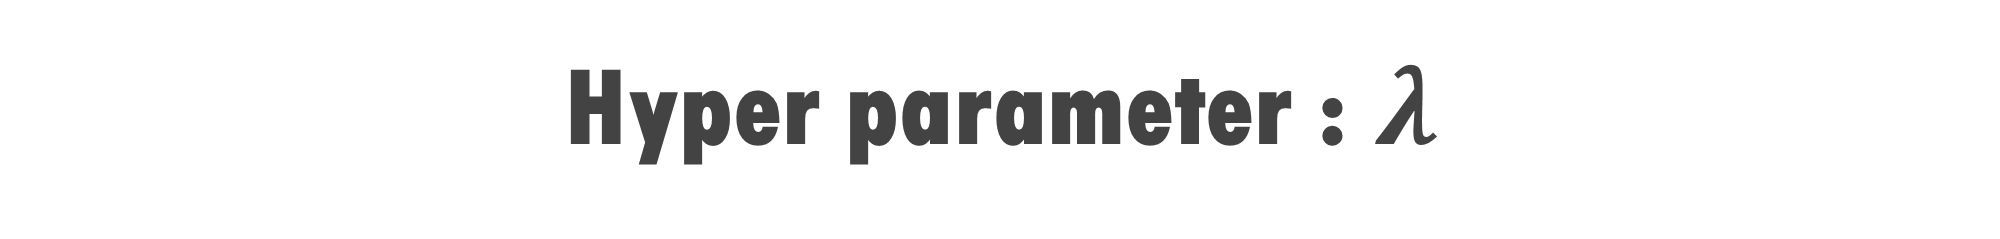 Hyper parameter : λ